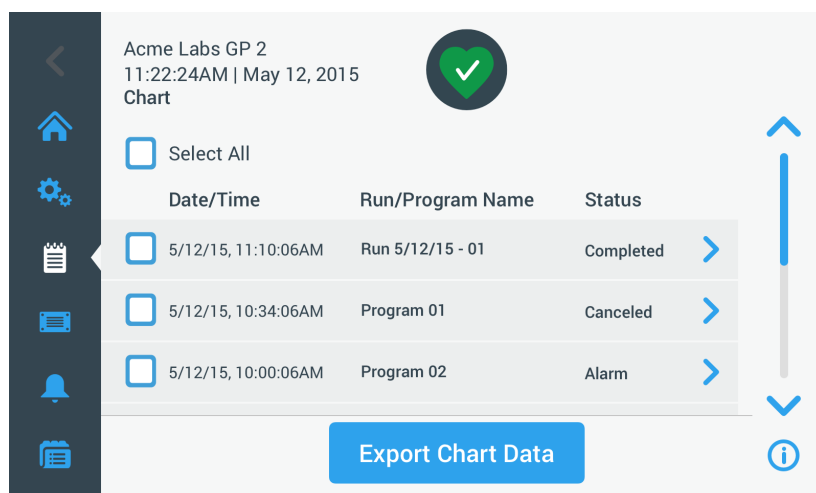 Acme Labs GP 2
11:22:24AM | May 12, 2015
Chart
Select All
Date/Time Run/Program Name Status
5/12/15, 11:10:06AM Run 5/12/15 - 01 Completed
5/12/15, 10:34:06AM Program 01 Canceled
5/12/15, 10:00:06AM Program 02 Alarm
Export Chart Data